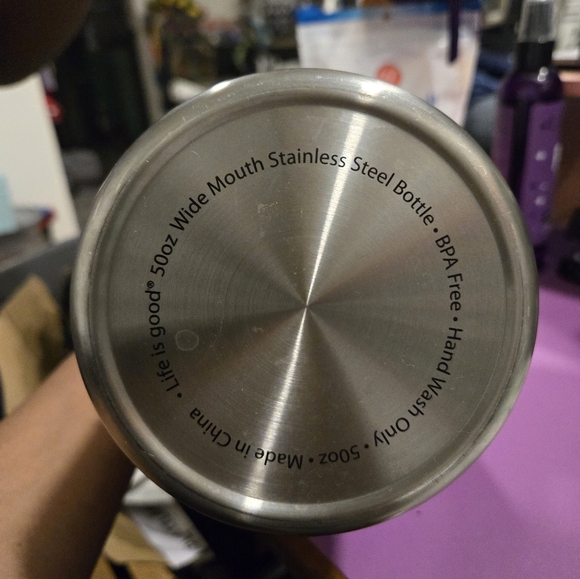 Life is good® 50oz Wide Mouth Stainless Steel Bottle • BPA Free • Hand Wash Only • 50oz • Made in China •